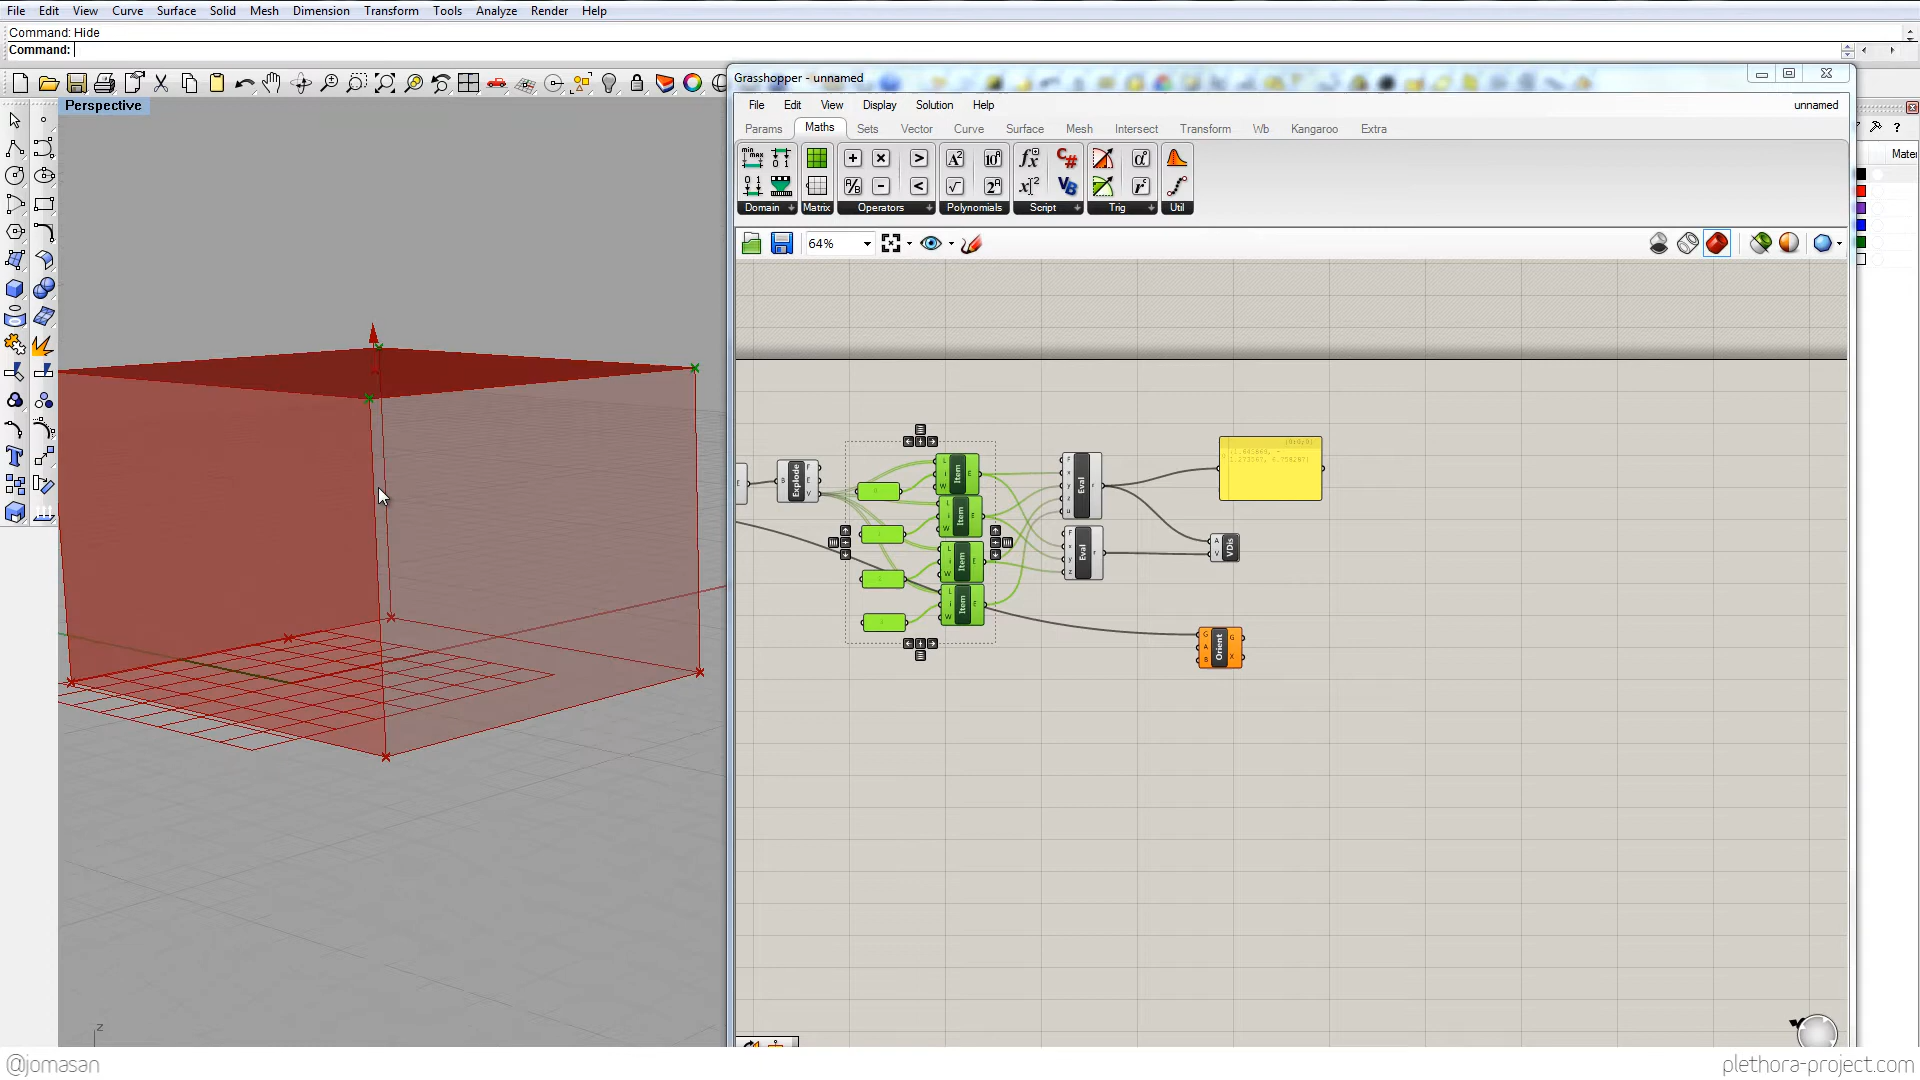 File Edit View Curve Surface Solid Mesh Dimension Transform Tools Analyze Render Help
Command: Hide
Command:
Perspective
Grasshopper - unnamed
File Edit View Display Solution Help
unnamed
Params Maths Sets Vector Curve Surface Mesh Intersect Transform Wb Kangaroo Extra
Mater
Domain Matrix Operators Polynomials Script Trig Util
64%
Explode
Item
Item
Item
Item
Eval
Eval
VDis
Orient
z
@jomasan
plethora-project.com